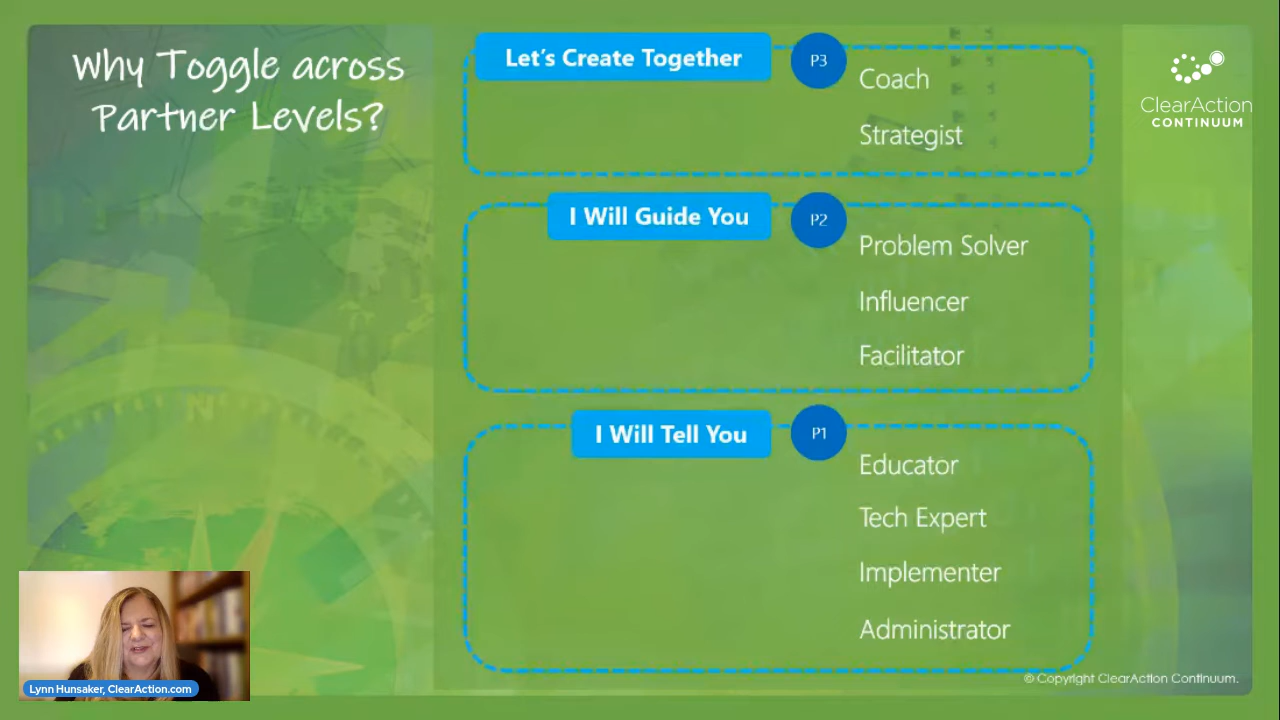 Why Toggle across
Partner Levels?
Let's Create Together
P3
Coach
Strategist
I Will Guide You
P2
Problem Solver
Influencer
Facilitator
I Will Tell You
P1
Educator
Tech Expert
Implementer
Administrator
ClearAction
CONTINUUM
N
Lynn Hunsaker, ClearAction.com
© Copyright ClearAction Continuum.